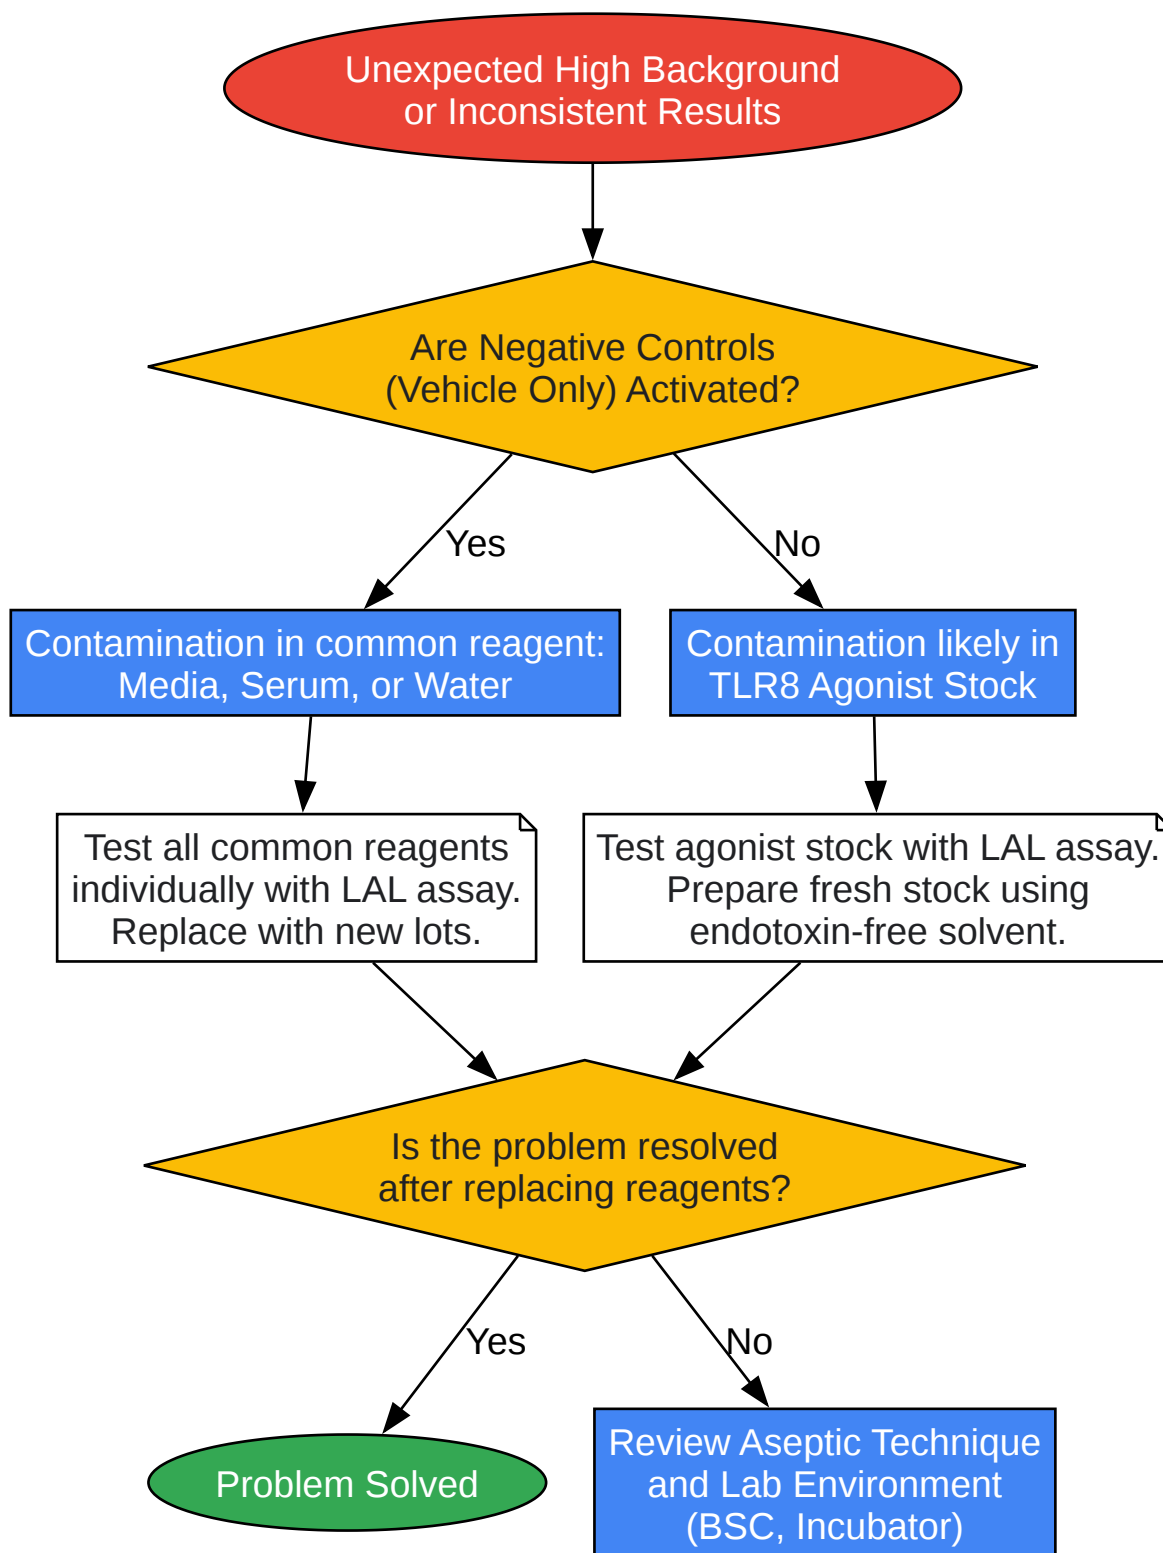 Unexpected High Background
or Inconsistent Results
Are Negative Controls
(Vehicle Only) Activated?
Yes
No
Contamination in common reagent:
Media, Serum, or Water
Contamination likely in
TLR8 Agonist Stock
Test all common reagents
individually with LAL assay.
Replace with new lots.
Test agonist stock with LAL assay.
Prepare fresh stock using
endotoxin-free solvent.
Is the problem resolved
after replacing reagents?
Yes
No
Problem Solved
Review Aseptic Technique
and Lab Environment
(BSC, Incubator)